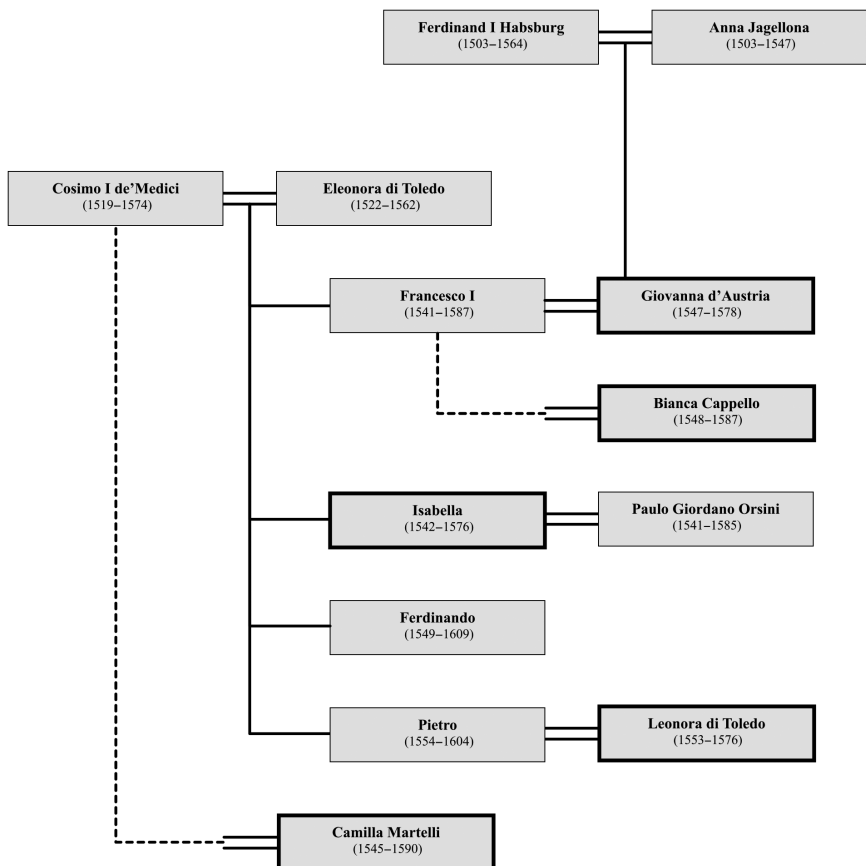 Ferdinand I Habsburg
(1503–1564)
Anna Jagellona
(1503–1547)
Cosimo I de’Medici
(1519–1574)
Eleonora di Toledo
(1522–1562)
Francesco I
(1541–1587)
Giovanna d’Austria
(1547–1578)
Bianca Cappello
(1548–1587)
Isabella
(1542–1576)
Paulo Giordano Orsini
(1541–1585)
Ferdinando
(1549–1609)
Pietro
(1554–1604)
Leonora di Toledo
(1553–1576)
Camilla Martelli
(1545–1590)